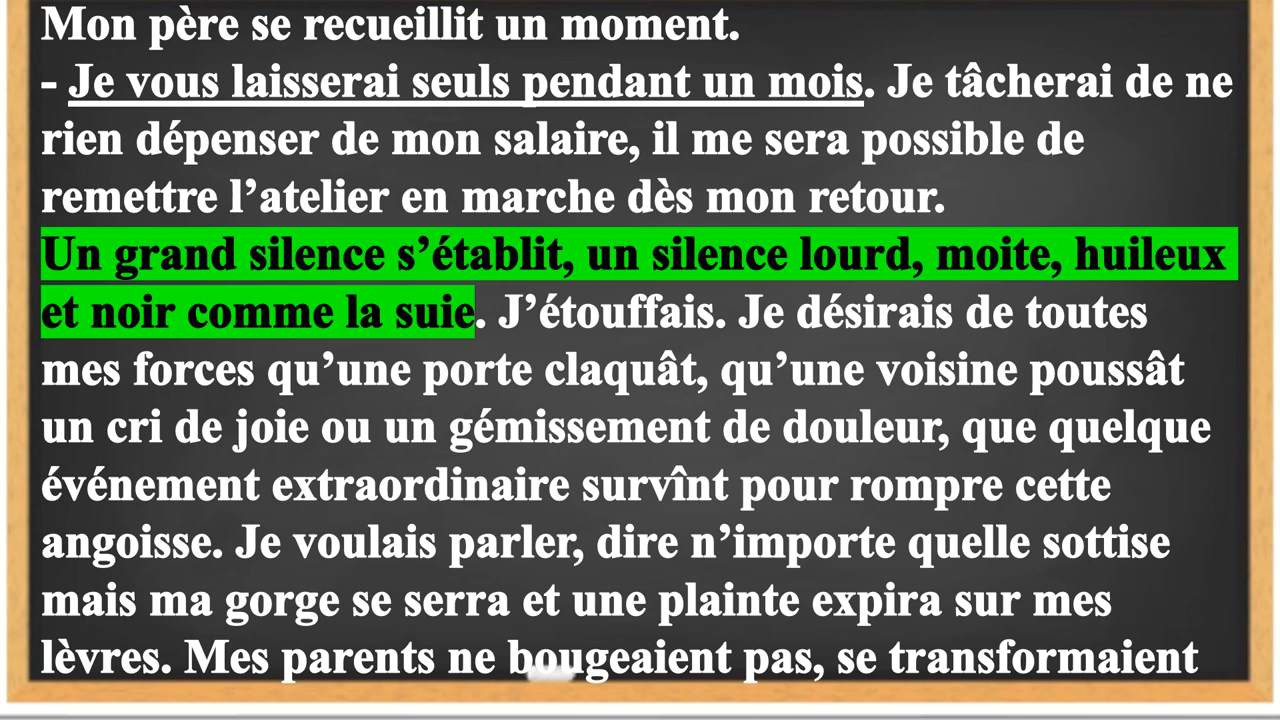 Mon père se recueillit un moment.
- Je vous laisserai seuls pendant un mois. Je tâcherai de ne
rien dépenser de mon salaire, il me sera possible de
remettre l’atelier en marche dès mon retour.
Un grand silence s’établit, un silence lourd, moite, huileux
et noir comme la suie. J’étouffais. Je désirais de toutes
mes forces qu’une porte claquât, qu’une voisine poussât
un cri de joie ou un gémissement de douleur, que quelque
événement extraordinaire survînt pour rompre cette
angoisse. Je voulais parler, dire n’importe quelle sottise
mais ma gorge se serra et une plainte expira sur mes
lèvres. Mes parents ne bougeaient pas, se transformaient